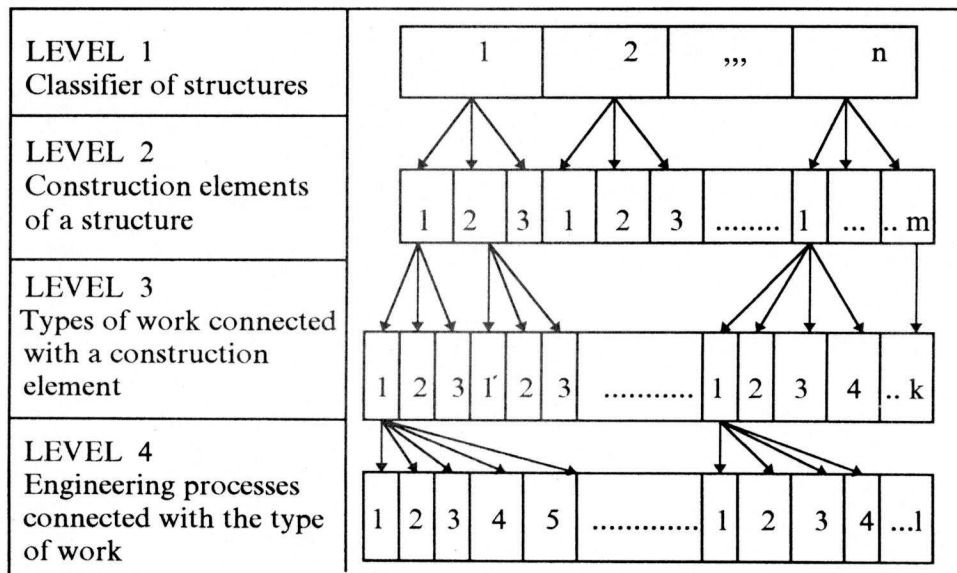 LEVEL 1
Classifier of structures
1 2 ,,, n
LEVEL 2
Construction elements
of a structure
1 2 3 1 2 3 ........ 1 ... .. m
LEVEL 3
Types of work connected
with a construction
element
1 2 3 1 2 3 ........... 1 2 3 4 .. k
LEVEL 4
Engineering processes
connected with the type
of work
1 2 3 4 5 ............. 1 2 3 4 ...l